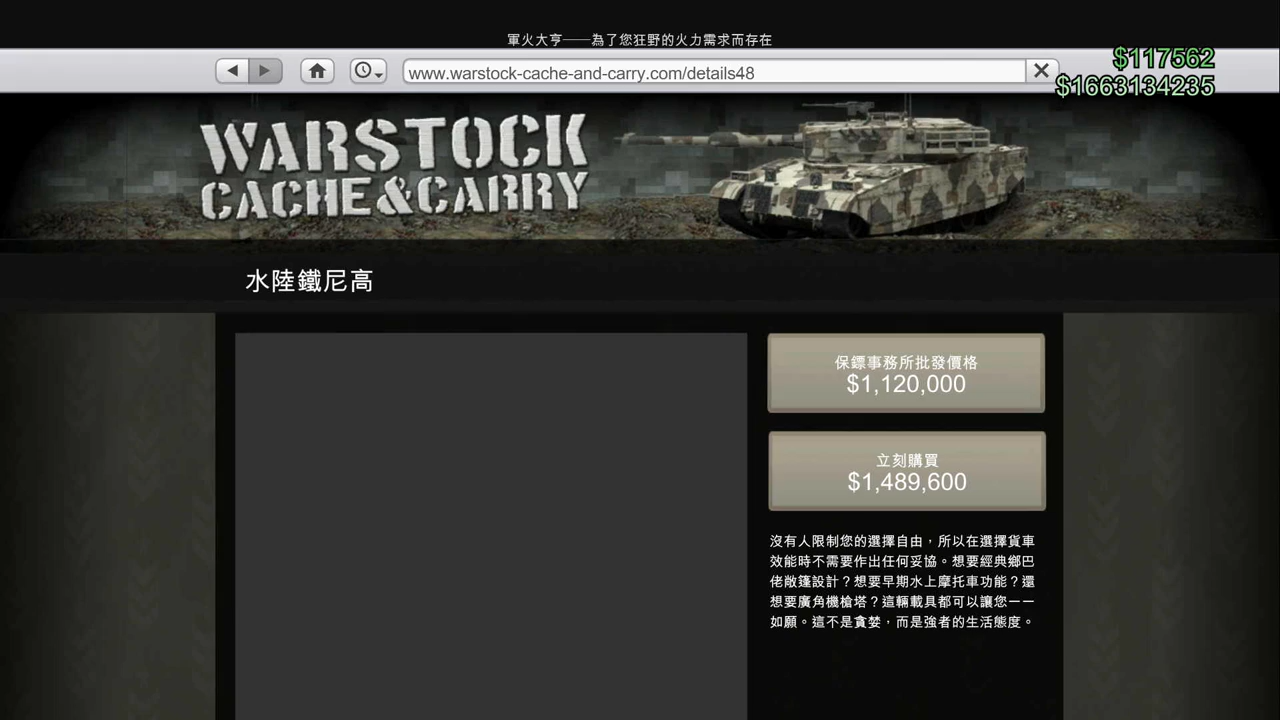 軍火大亨——為了您狂野的火力需求而存在
$117562
www.warstock-cache-and-carry.com/details48
$1663134235
WARSTOCK
CACHE&CARRY
水陸鐵尼高
保鏢事務所批發價格
$1,120,000
立刻購買
$1,489,600
沒有人限制您的選擇自由，所以在選擇貨車
效能時不需要作出任何妥協。想要經典鄉巴
佬敞篷設計？想要早期水上摩托車功能？還
想要廣角機槍塔？這輛載具都可以讓您一一
如願。這不是貪婪，而是強者的生活態度。